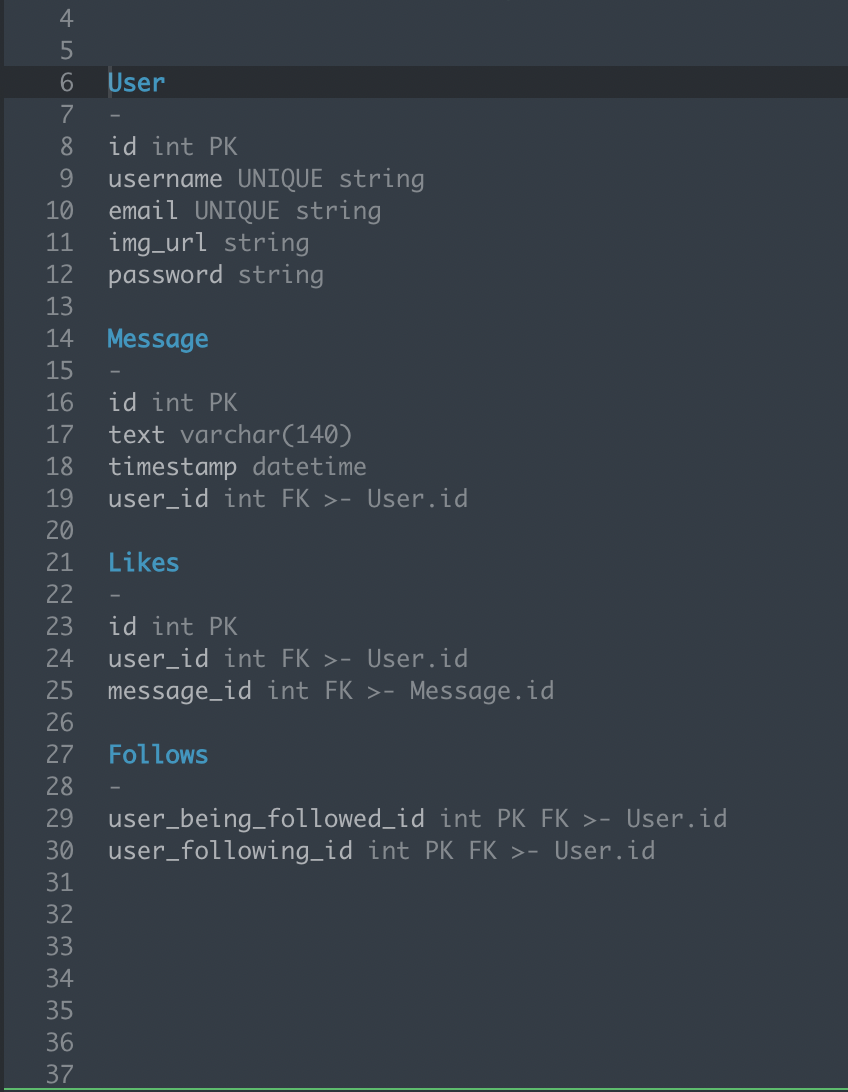 4
5
6 User
7 -
8 id int PK
9 username UNIQUE string
10 email UNIQUE string
11 img_url string
12 password string
13
14 Message
15 -
16 id int PK
17 text varchar(140)
18 timestamp datetime
19 user_id int FK >- User.id
20
21 Likes
22 -
23 id int PK
24 user_id int FK >- User.id
25 message_id int FK >- Message.id
26
27 Follows
28 -
29 user_being_followed_id int PK FK >- User.id
30 user_following_id int PK FK >- User.id
31
32
33
34
35
36
37